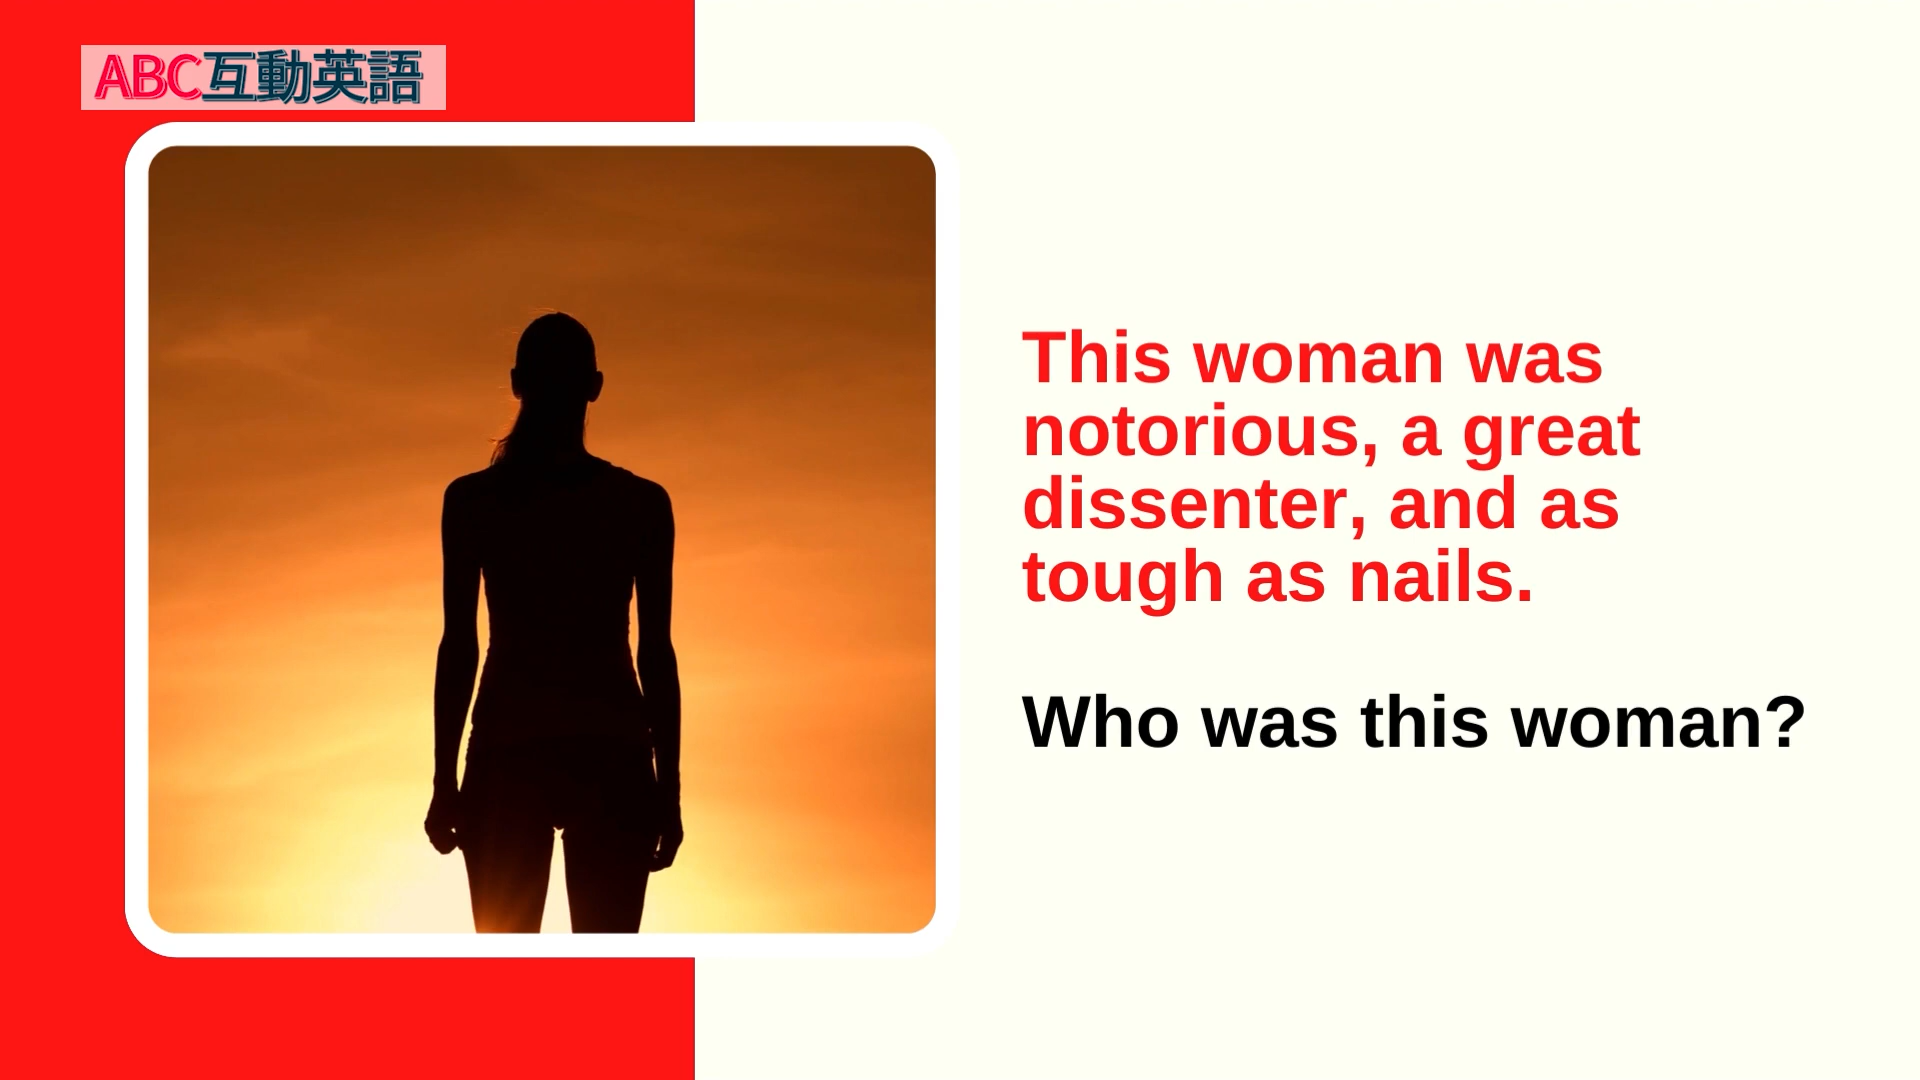 ABC互動英語
This woman was
notorious, a great
dissenter, and as
tough as nails.
Who was this woman?